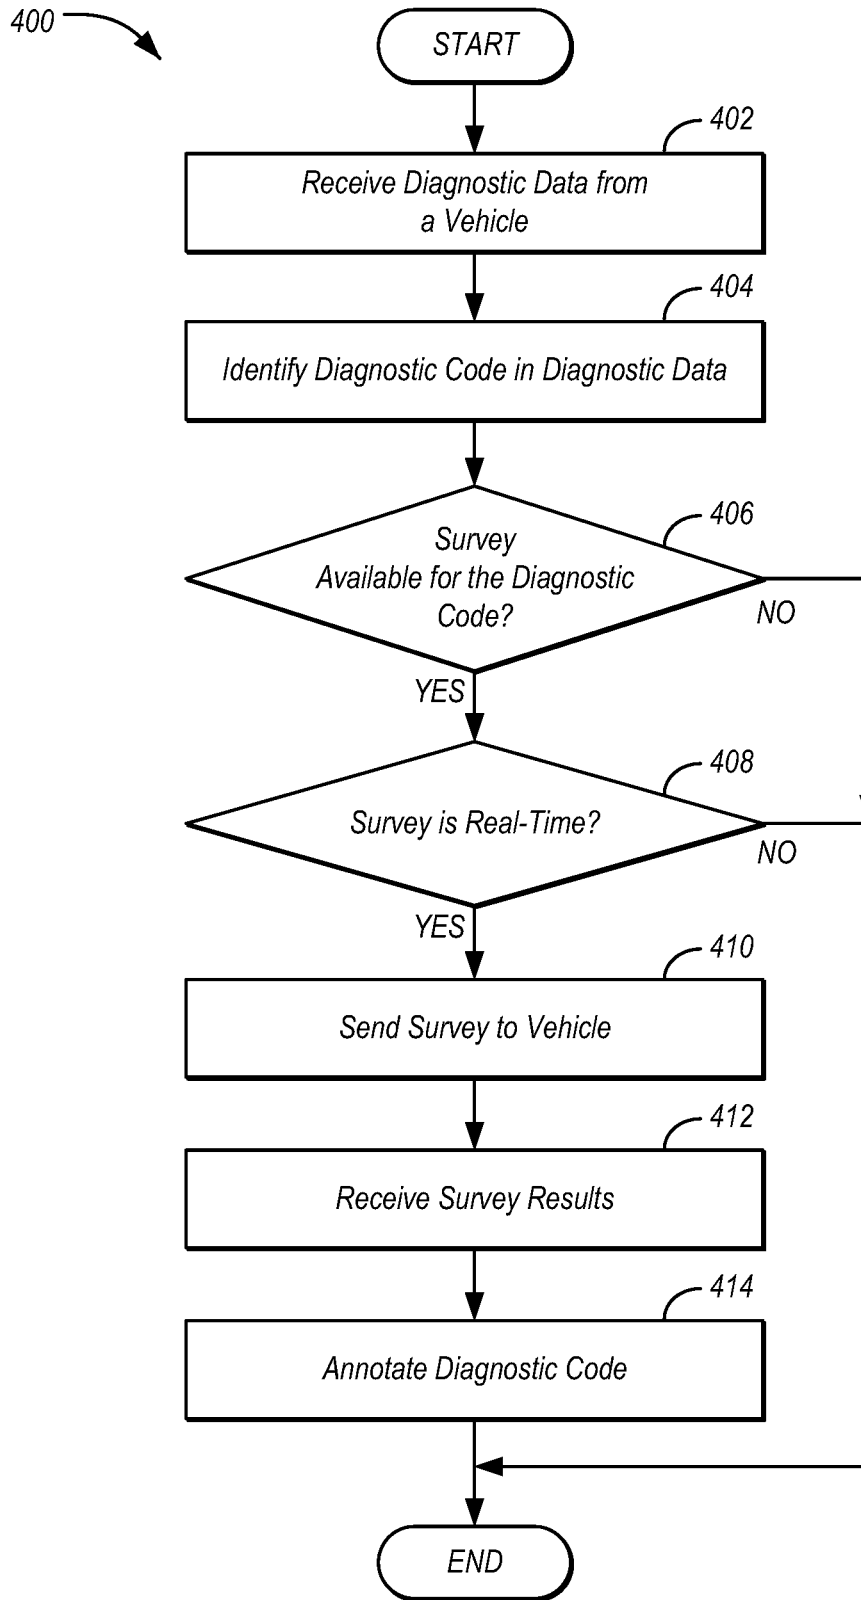 400
START
402
Receive Diagnostic Data from
a Vehicle
404
Identify Diagnostic Code in Diagnostic Data
406
Survey
Available for the Diagnostic
Code?
NO
YES
408
Survey is Real-Time?
NO
YES
410
Send Survey to Vehicle
412
Receive Survey Results
414
Annotate Diagnostic Code
END